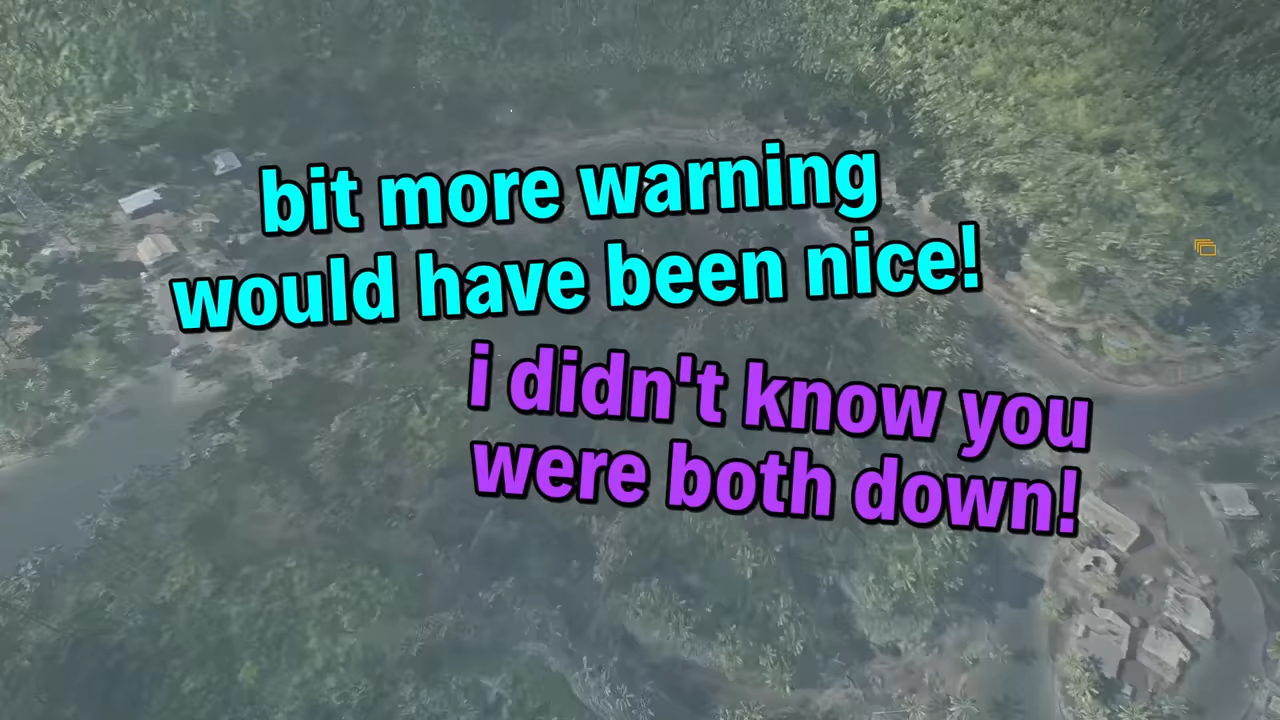 bit more warning
would have been nice!
i didn't know you
were both down!